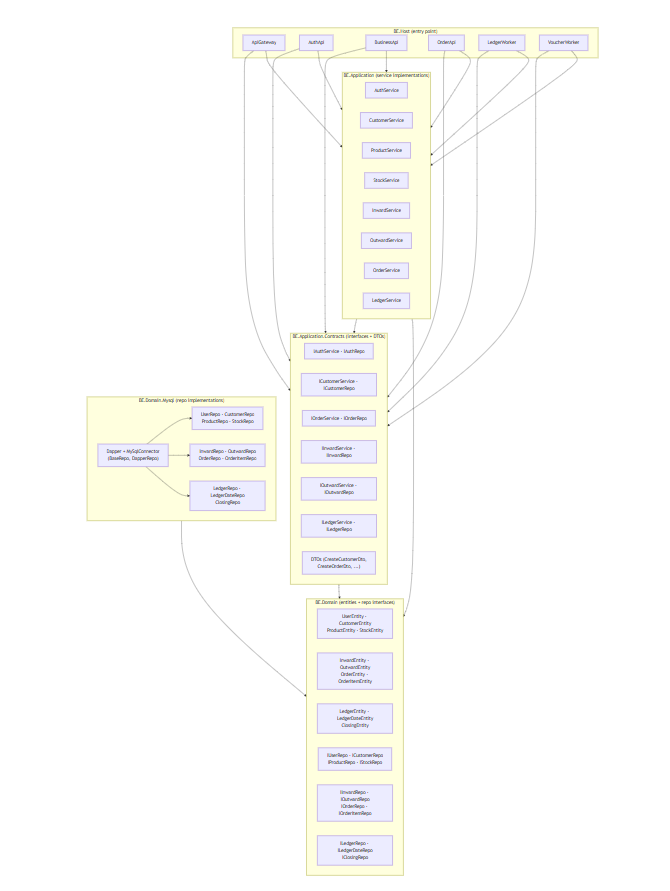 BE.Host (entry point)
ApiGateway
AuthApi
BusinessApi
OrderApi
LedgerWorker
VoucherWorker
BE.Application (service implementations)
AuthService
CustomerService
ProductService
StockService
InwardService
OutwardService
OrderService
LedgerService
BE.Application.Contracts (interfaces + DTOs)
IAuthService - IAuthRepo
ICustomerService -
ICustomerRepo
IOrderService - IOrderRepo
IInwardService -
IInwardRepo
IOutwardService -
IOutwardRepo
ILedgerService -
ILedgerRepo
DTOs (CreateCustomerDto,
CreateOrderDto, ...)
BE.Domain.Mysql (repo implementations)
Dapper + MySqlConnector
(BaseRepo, DapperRepo)
UserRepo - CustomerRepo
ProductRepo - StockRepo
InwardRepo - OutwardRepo
OrderRepo - OrderItemRepo
LedgerRepo -
LedgerDateRepo
ClosingRepo
BE.Domain (entities + repo interfaces)
UserEntity -
CustomerEntity
ProductEntity - StockEntity
InwardEntity -
OutwardEntity
OrderEntity -
OrderItemEntity
LedgerEntity -
LedgerDateEntity
ClosingEntity
IUserRepo - ICustomerRepo
IProductRepo - IStockRepo
IInwardRepo -
IOutwardRepo
IOrderRepo -
IOrderItemRepo
ILedgerRepo -
ILedgerDateRepo
IClosingRepo